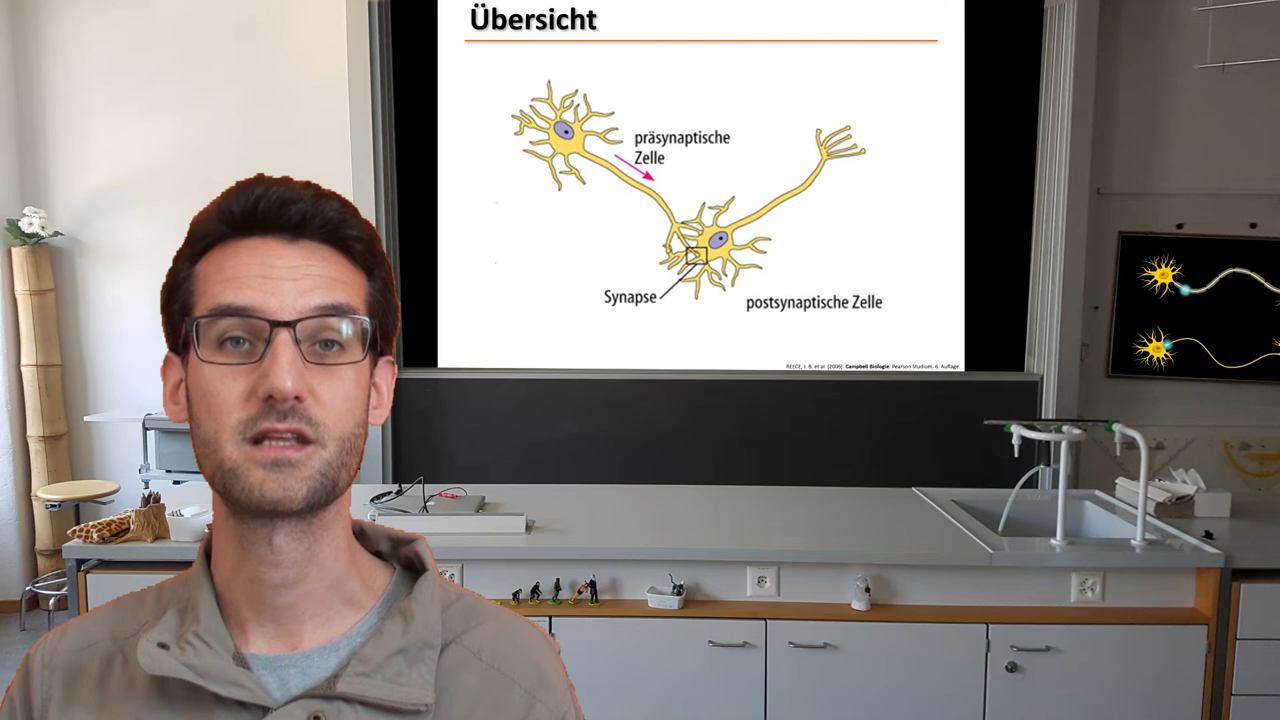 Übersicht
präsynaptische
Zelle
Synapse
postsynaptische Zelle
REECE, J. B. et al. (2006): Campbell Biologie. Pearson Studium. 6. Auflage.